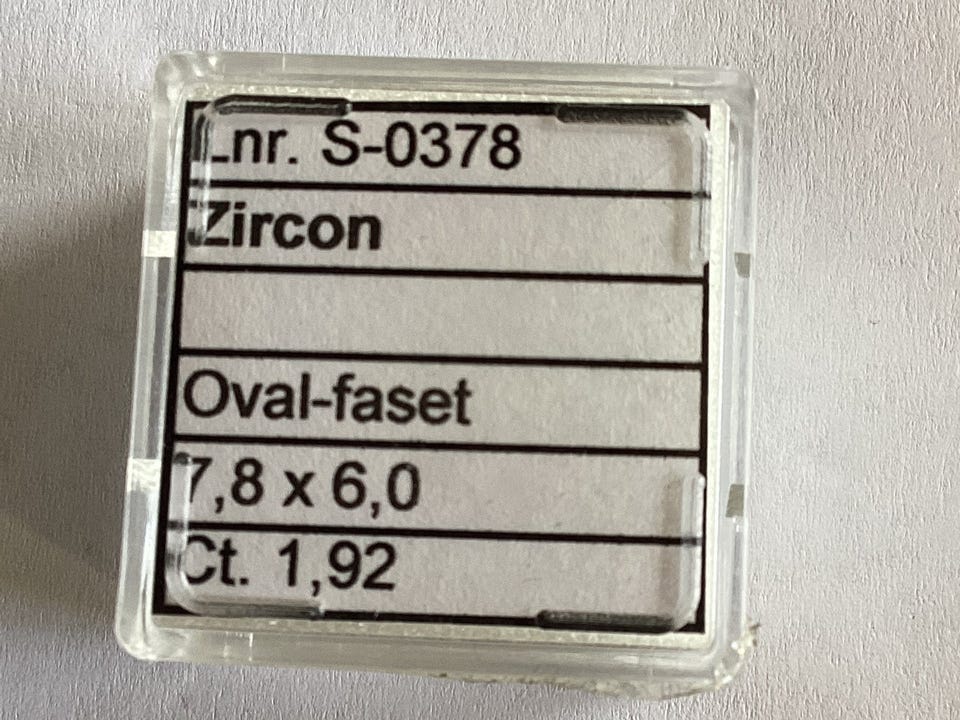 Lnr. S-0378
Zircon
Oval-faset
7,8 x 6,0
Ct. 1,92